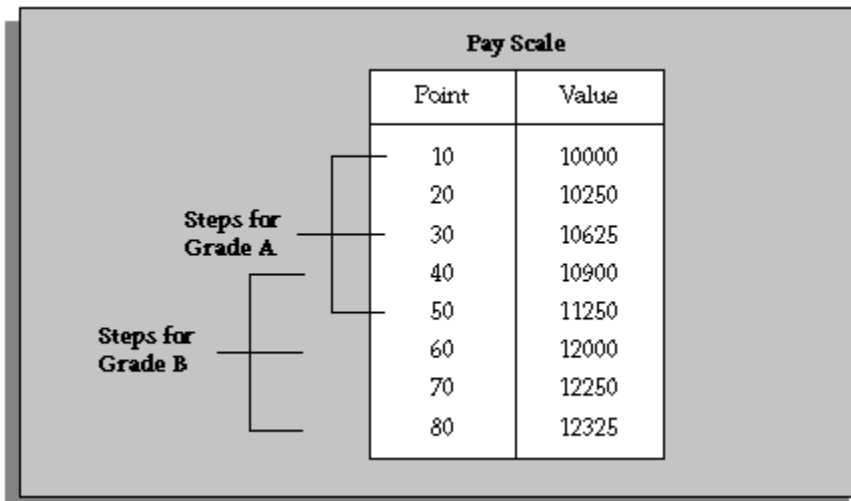 Pay Scale
Point Value
10 10000
20 10250
Steps for
Grade A
30 10625
40 10900
50 11250
Steps for
Grade B
60 12000
70 12250
80 12325